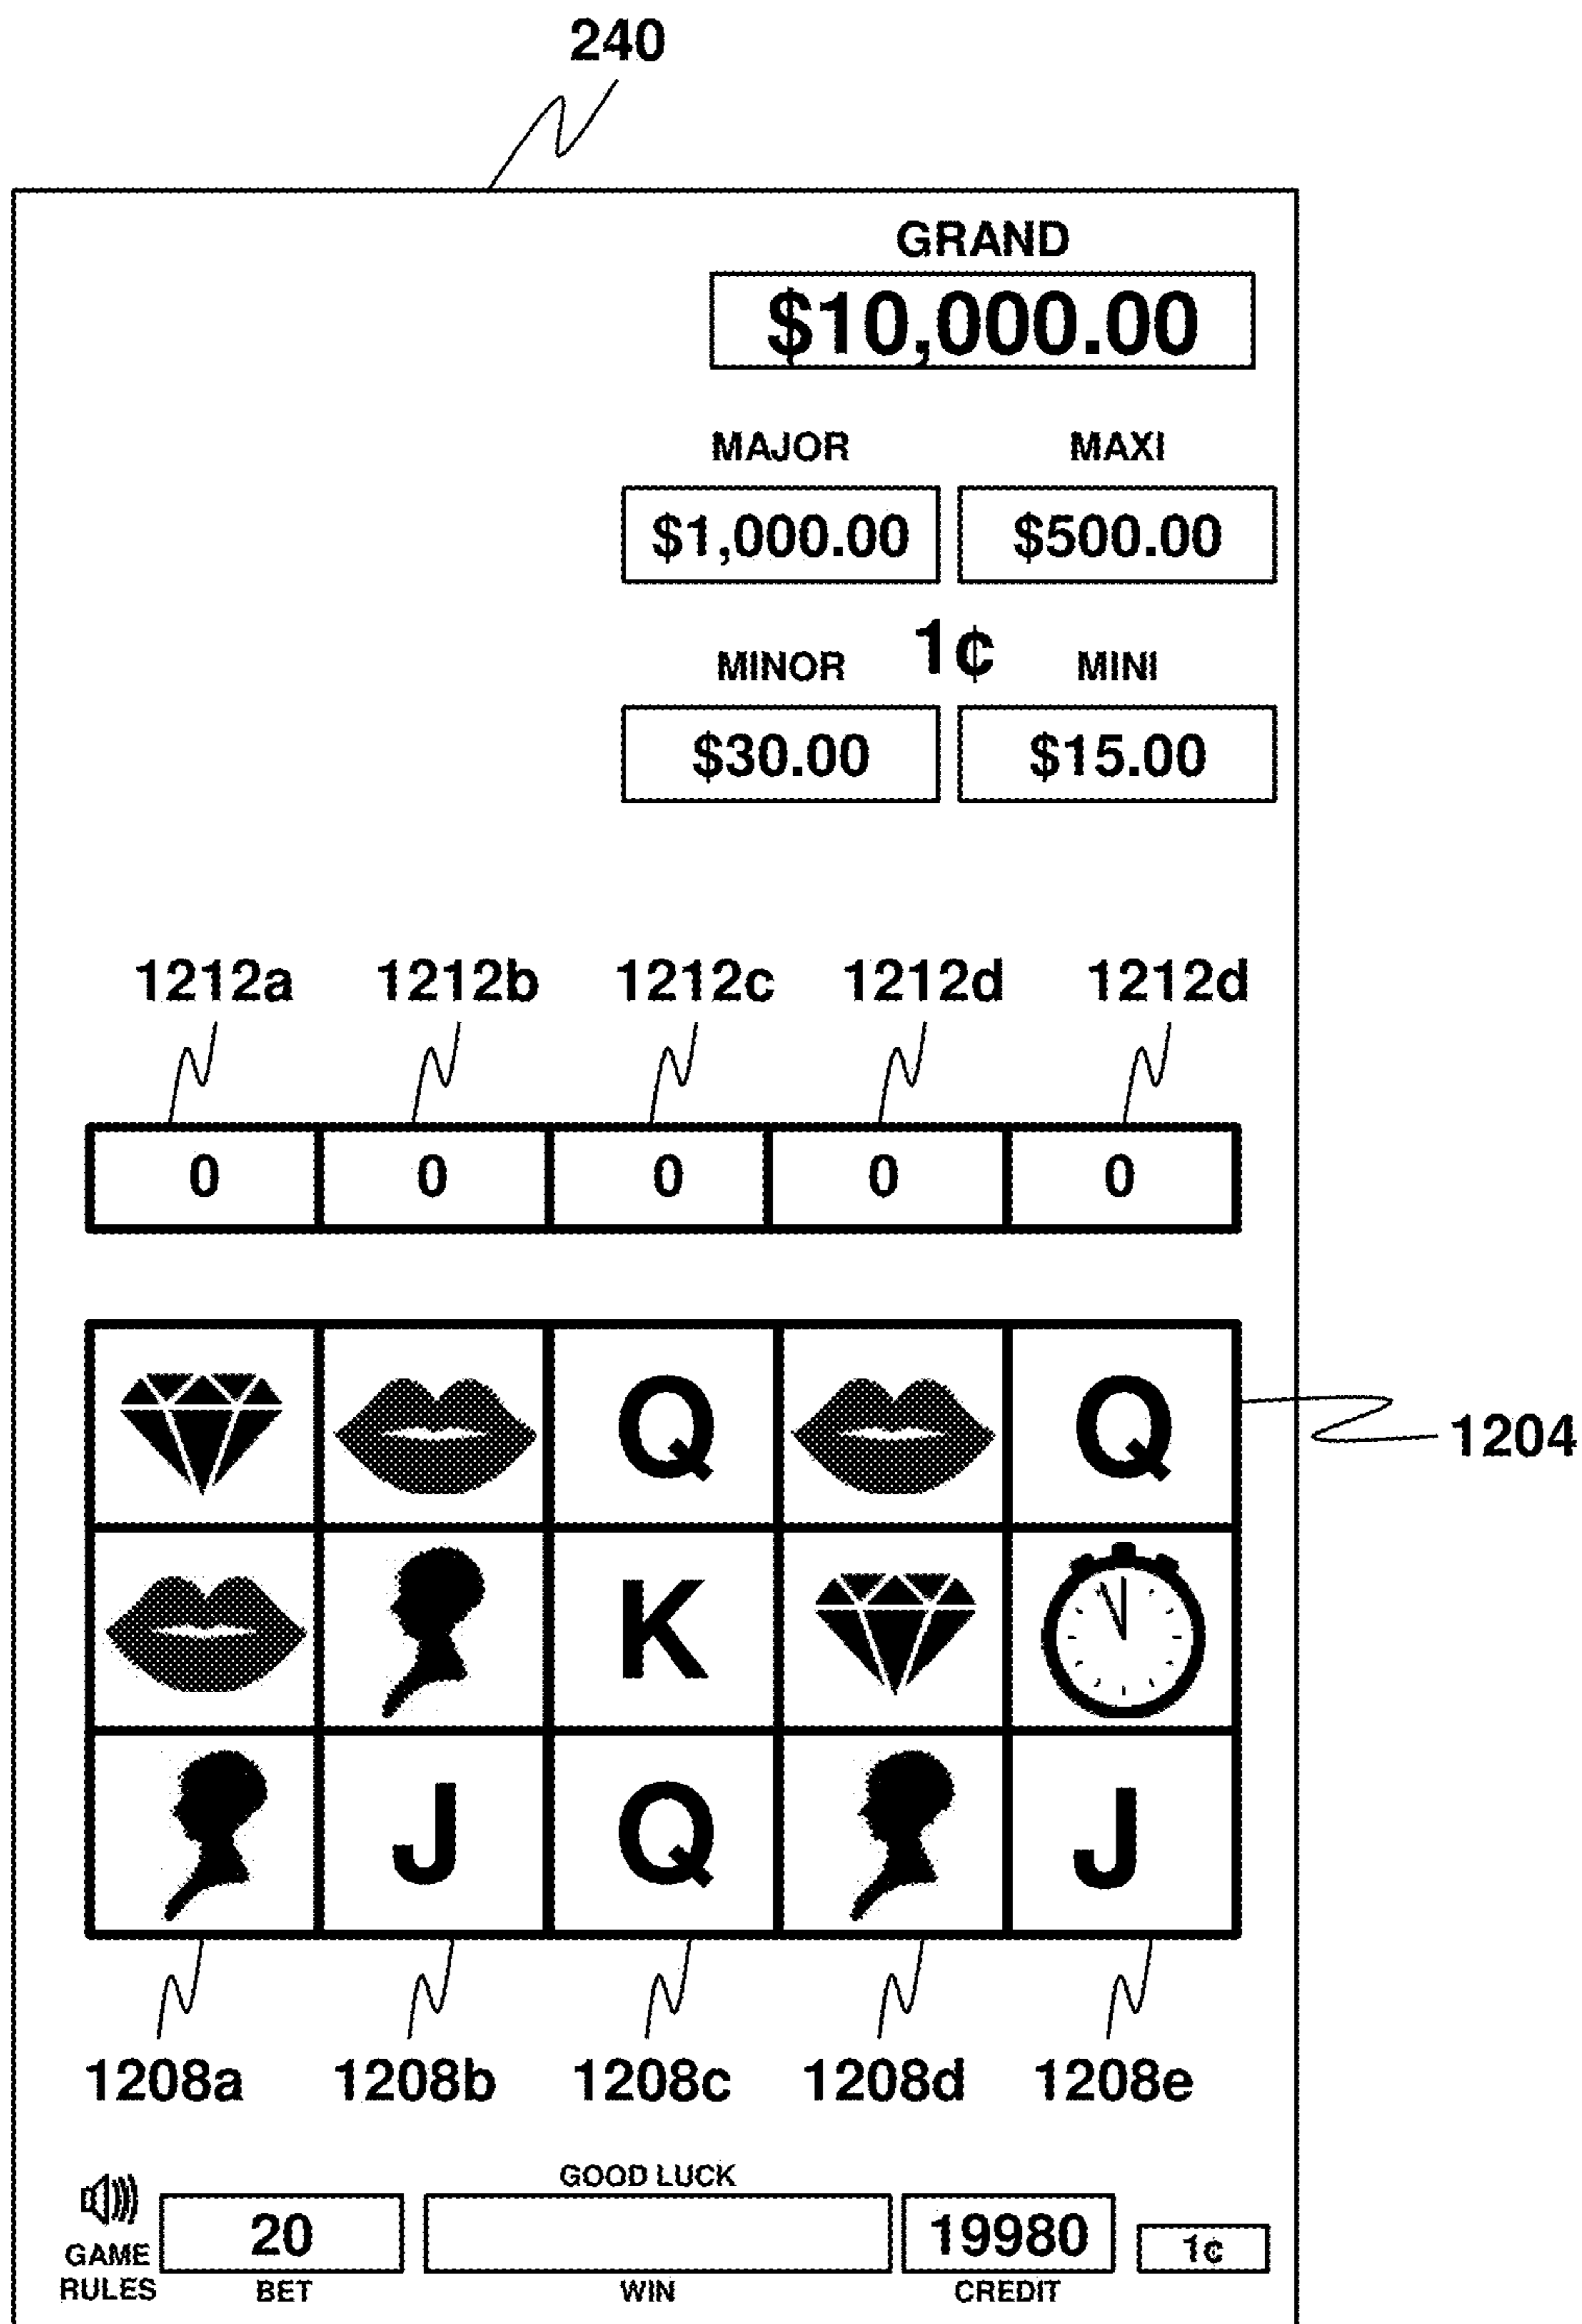 240
GRAND
$10,000.00
MAJOR MAXI
$1,000.00 $500.00
1¢
MINOR MINI
$30.00 $15.00
1212a 1212b 1212c 1212d 1212d
0 0 0 0 0
Q Q
1204
K
J Q J
1208a 1208b 1208c 1208d 1208e
GOOD LUCK
20 19980 1¢
GAME
RULES BET WIN CREDIT